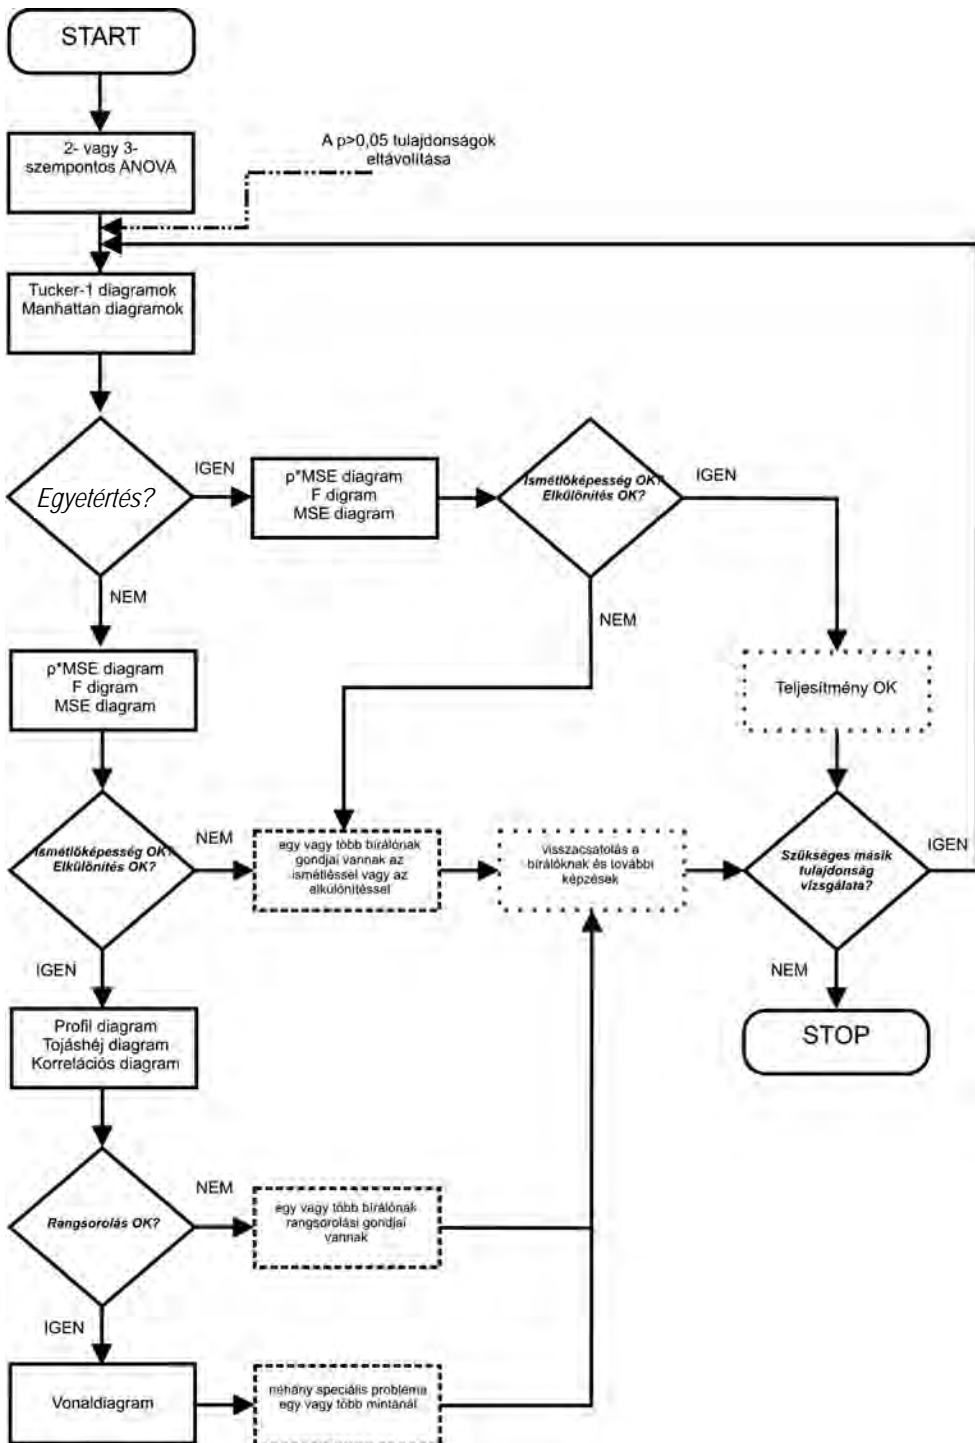 START
2- vagy 3-
szempontos ANOVA
A p>0,05 tulajdonságok
eltávolítása
Tucker-1 diagramok
Manhattan diagramok
Egyetértés?
IGEN
p*MSE diagram
F digram
MSE diagram
Ismétlőképesség OK?
Elkülönítés OK?
IGEN
NEM
NEM
p*MSE diagram
F digram
MSE diagram
Teljesítmény OK
Ismétlőképesség OK?
Elkülönítés OK?
NEM
egy vagy több bírálónak
gondjai vannak az
ismétléssel vagy az
elkülönítéssel
visszacsatolás a
bírálóknak és további
képzések
Szükséges másik
tulajdonság
vizsgálata?
IGEN
IGEN
NEM
Profil diagram
Tojáshéj diagram
Korrelációs diagram
STOP
Rangsorolás OK?
NEM
egy vagy több bírálónak
rangsorolási gondjai
vannak
IGEN
Vonaldiagram
néhány speciális probléma
egy vagy több mintánál